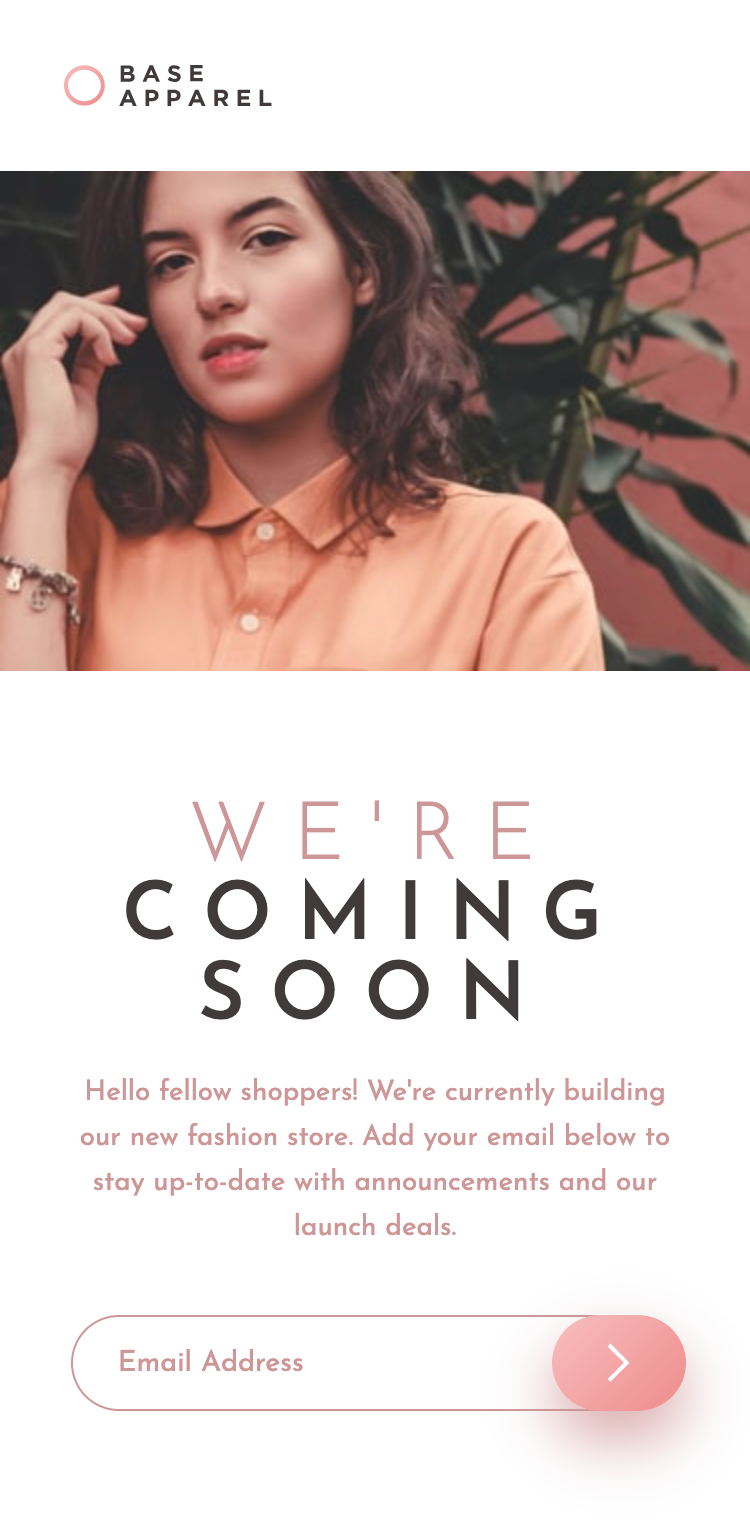 BASE
APPAREL
WE'RE
COMING
SOON
Hello fellow shoppers! We're currently building
our new fashion store. Add your email below to
stay up-to-date with announcements and our
launch deals.
Email Address